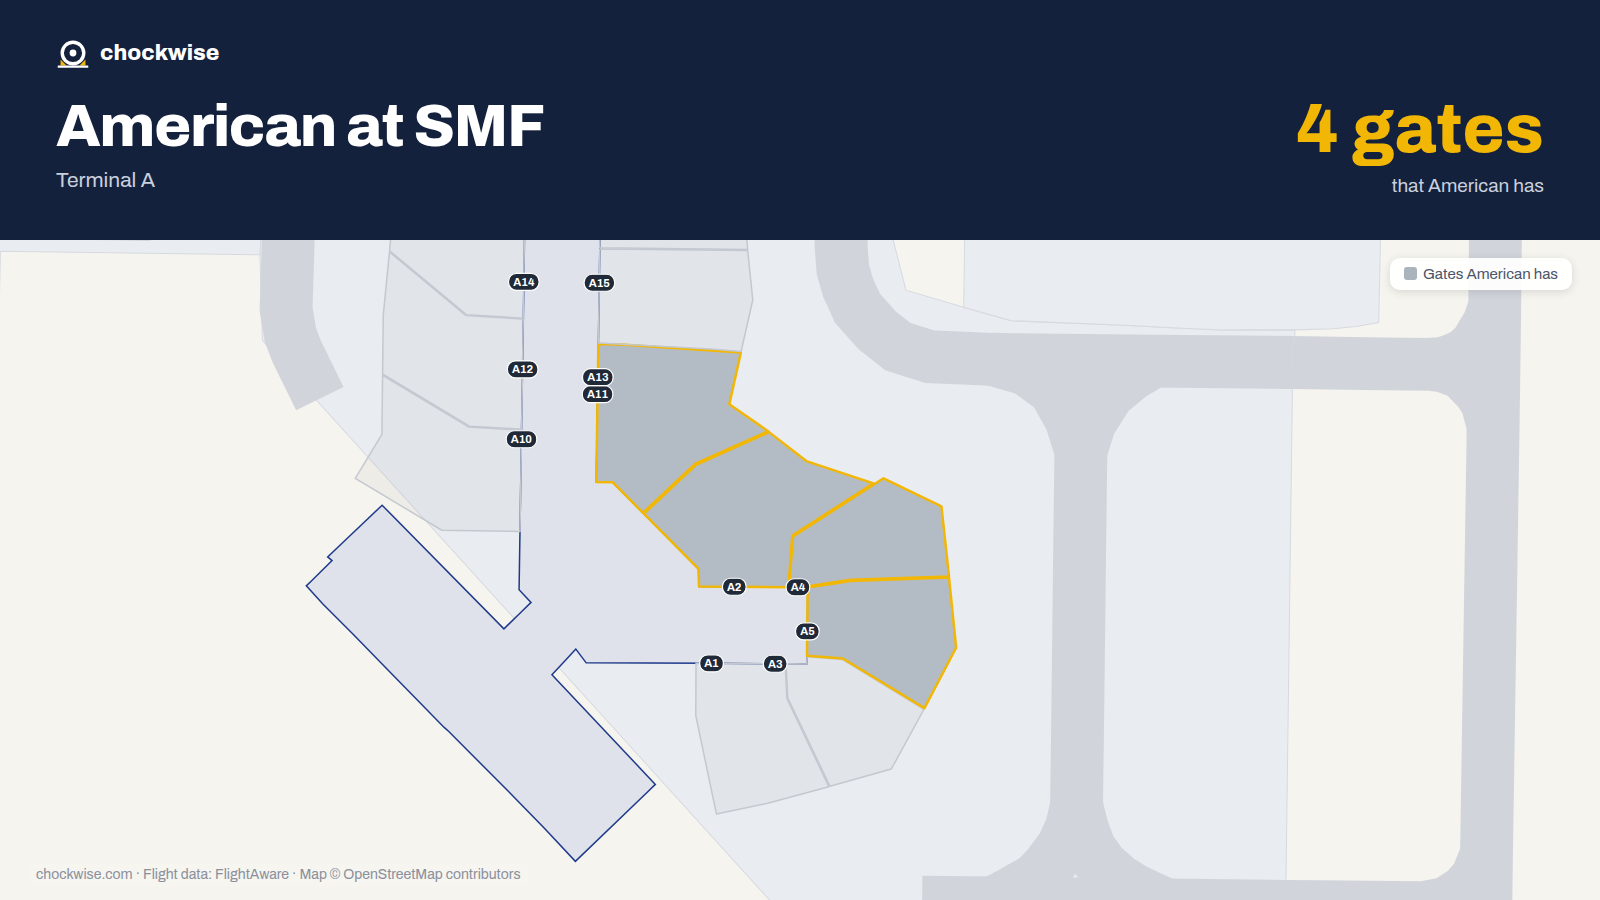 chockwise
American at SMF
Terminal A
4 gates
that American has
Gates American has
A14
A15
A12
A13
A11
A10
A2
A4
A5
A1
A3
chockwise.com · Flight data: FlightAware · Map © OpenStreetMap contributors